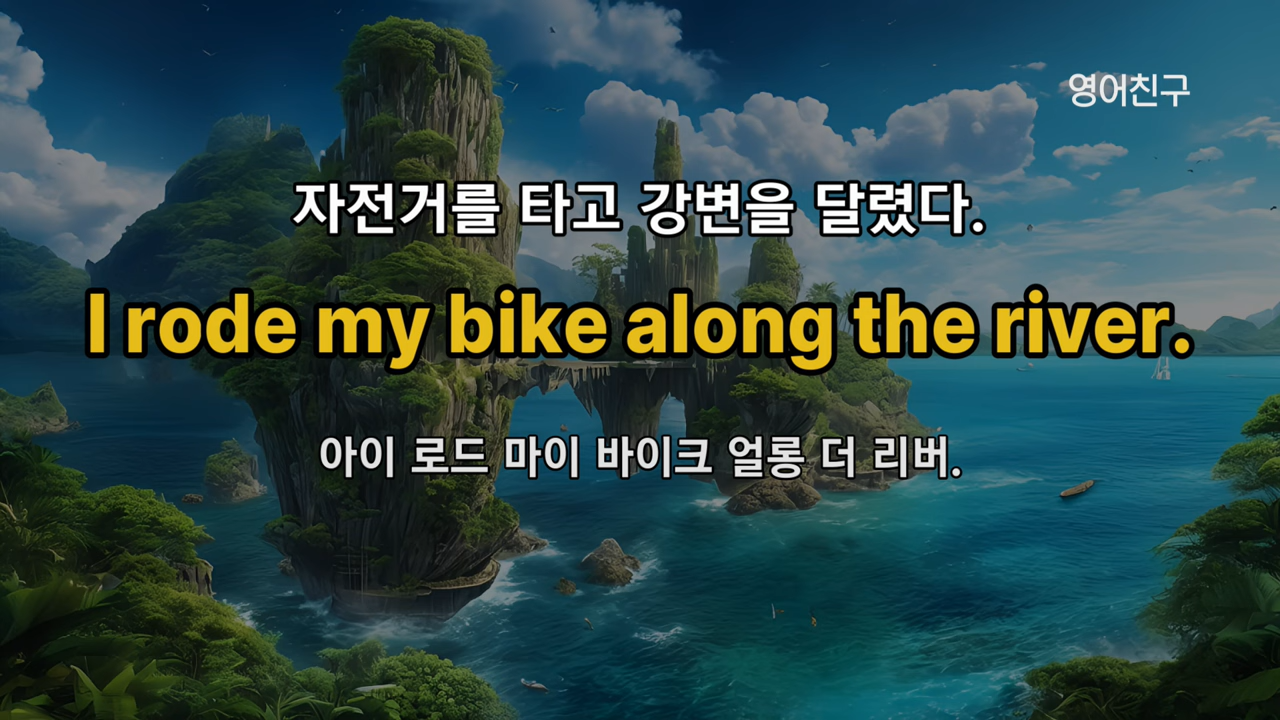 영어친구
자전거를 타고 강변을 달렸다.
I rode my bike along the river.
아이 로드 마이 바이크 얼롱 더 리버.